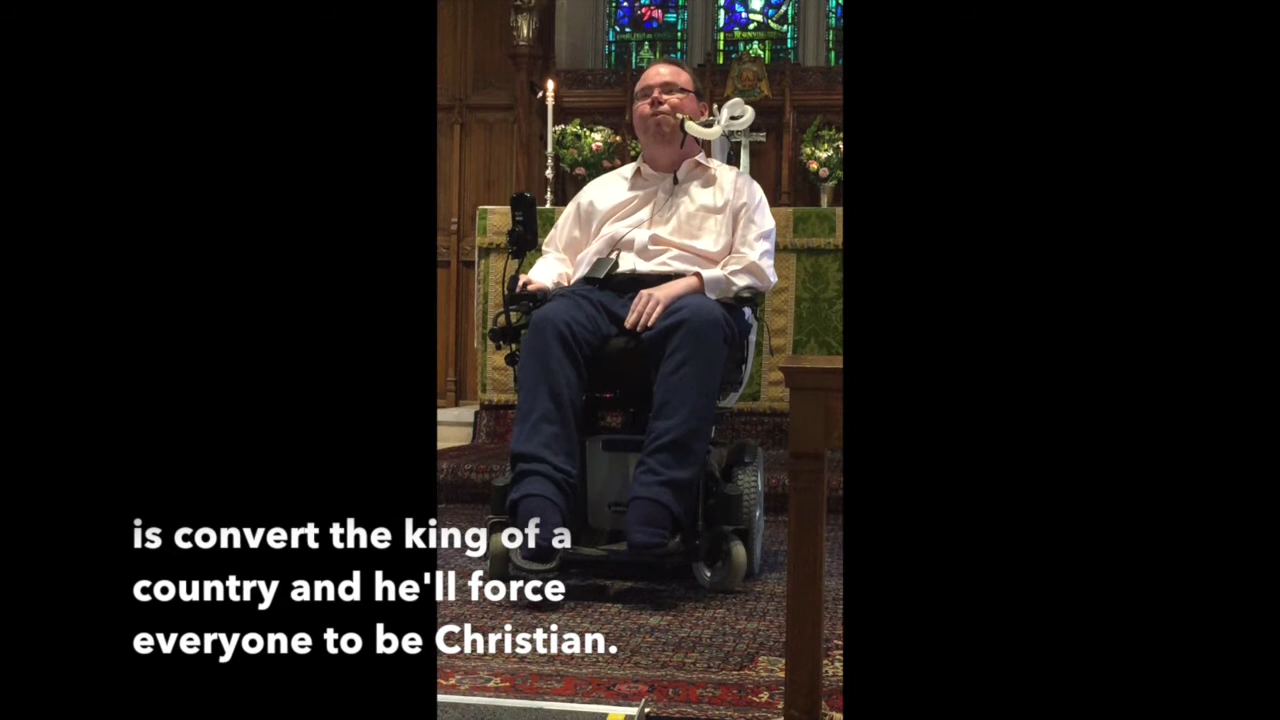 is convert the king of a
country and he'll force
everyone to be Christian.